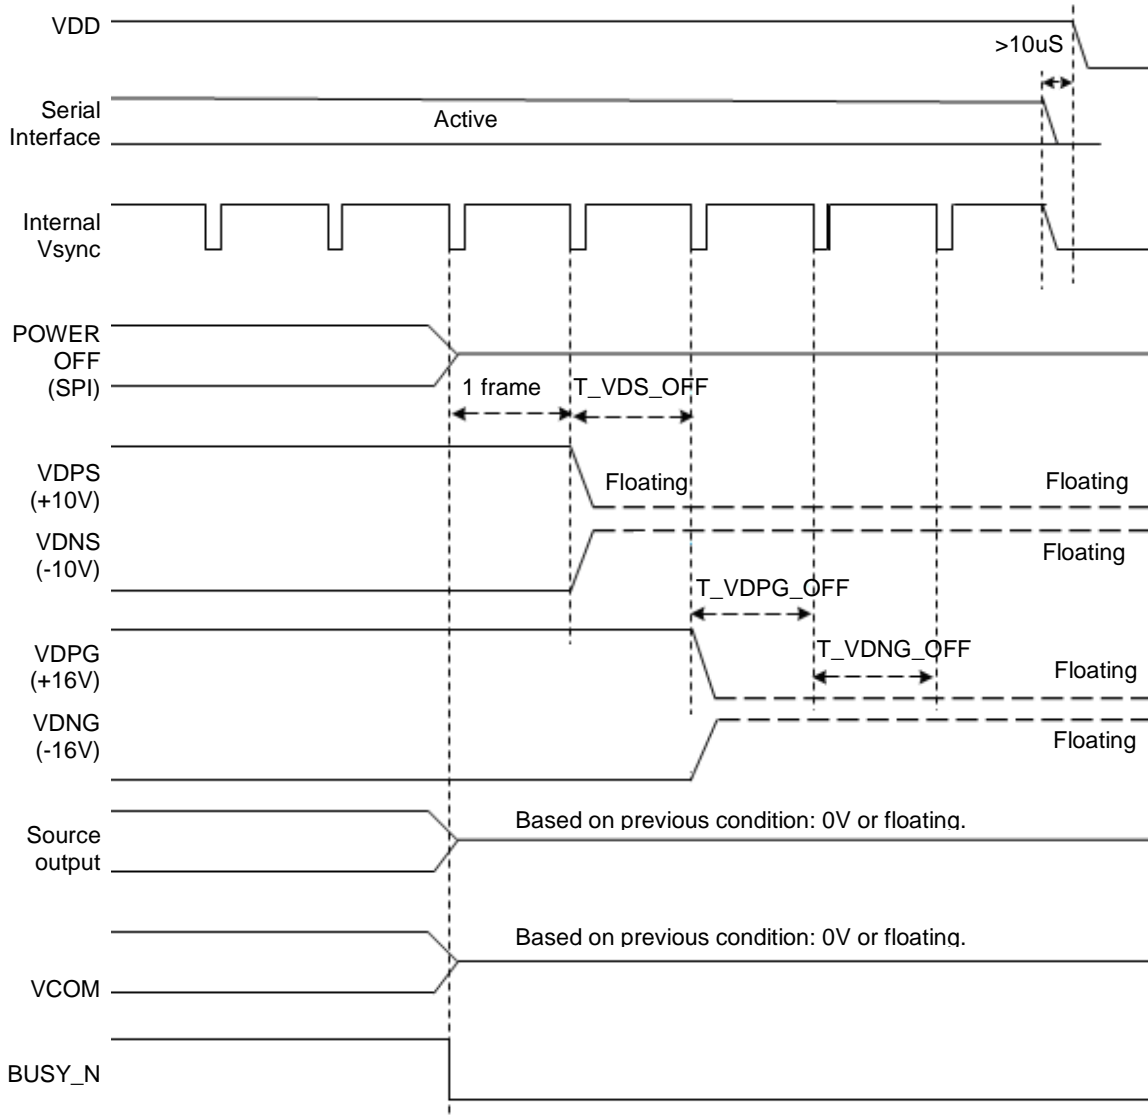 VDD
>10uS
Serial
Interface
Active
Internal
Vsync
POWER
OFF
(SPI)
1 frame
T_VDS_OFF
VDPS
(+10V)
Floating
Floating
VDNS
(-10V)
Floating
T_VDPG_OFF
VDPG
(+16V)
T_VDNG_OFF
Floating
VDNG
(-16V)
Floating
Source
output
Based on previous condition: 0V or floating.
VCOM
Based on previous condition: 0V or floating.
BUSY_N